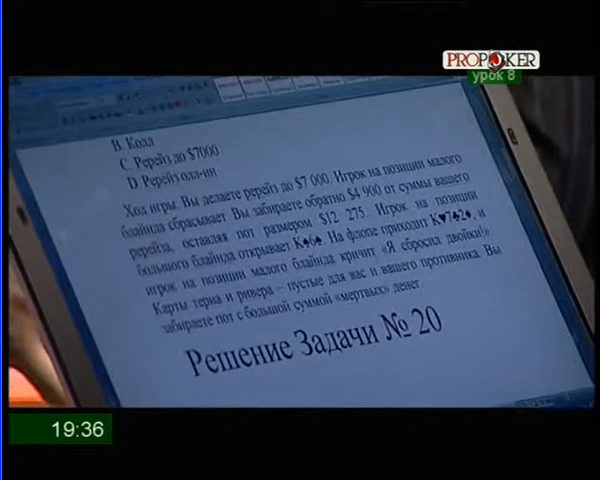 PROPOKER
урок 8
B. Колл
C. Ререйз до $7000
D. Ререйз олл-ин
Ход игры: Вы делаете ререйз до $7 000. Игрок на позиции малого
блайнда сбрасывает. Вы забираете обратно $4 900 от суммы вашего
ререйза, оставляя пот размером $12 275. Игрок на позиции
большого блайнда открывает K♠6♠. На флопе приходит K♥7♣2♦, и
игрок на позиции малого блайнда кричит «Я сбросил двойки!».
Карты терна и ривера – пустые для вас и вашего противника. Вы
забираете пот с большой суммой «мертвых» денег.
Решение Задачи № 20
19:36